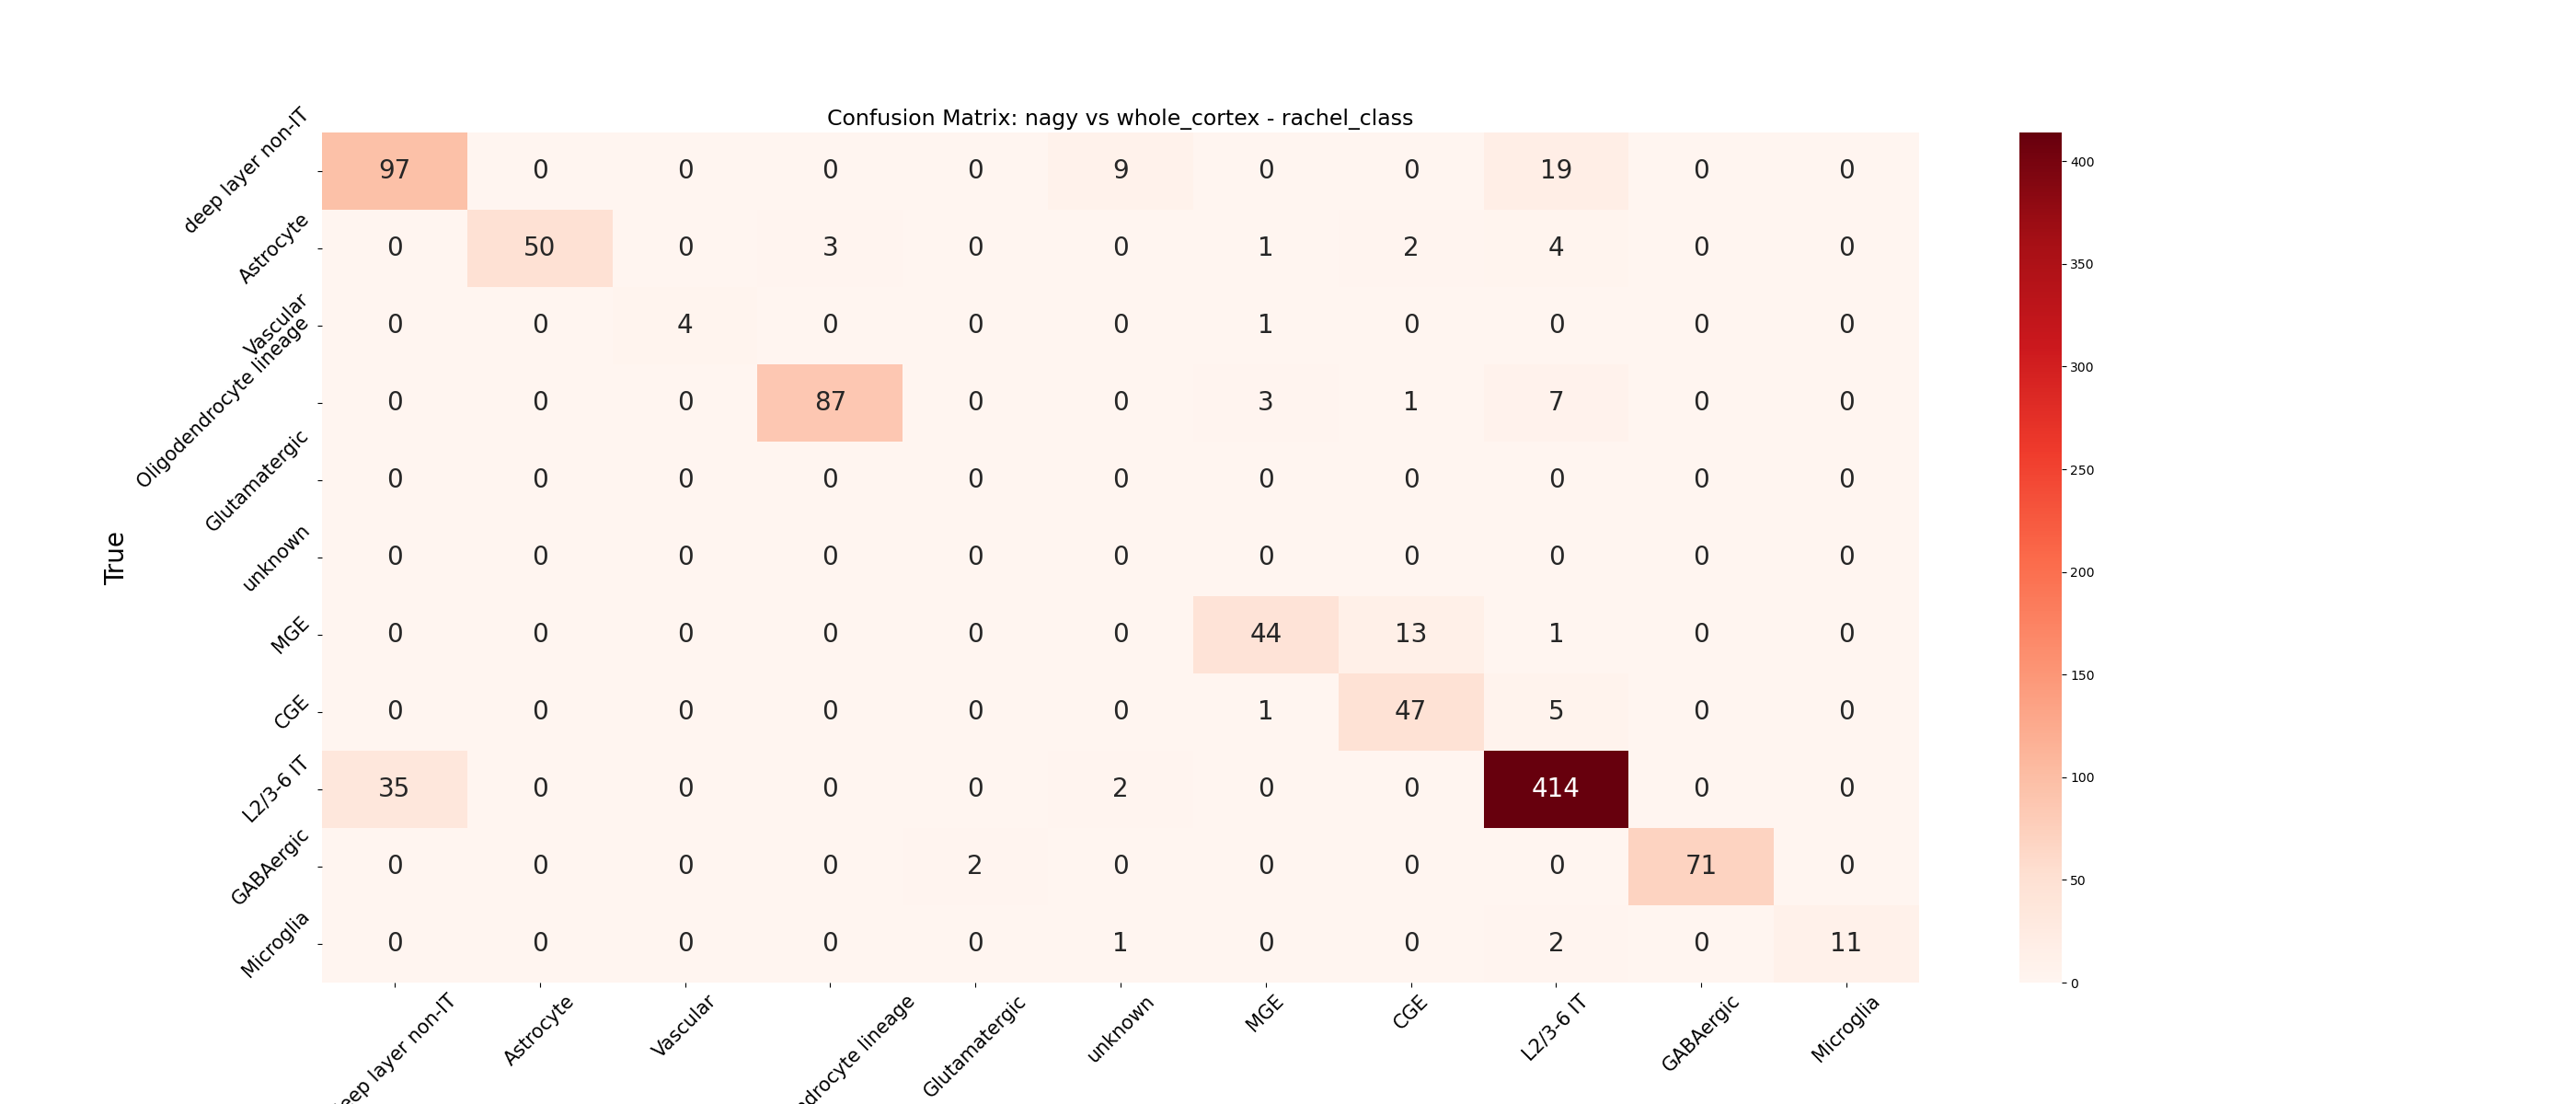 Confusion Matrix: nagy vs whole_cortex - rachel_class
True
deep layer non-IT 97 0 0 0 0 9 0 0 19 0 0
Astrocyte 0 50 0 3 0 0 1 2 4 0 0
Vascular 0 0 4 0 0 0 1 0 0 0 0
Oligodendrocyte lineage 0 0 0 87 0 0 3 1 7 0 0
Glutamatergic 0 0 0 0 0 0 0 0 0 0 0
unknown 0 0 0 0 0 0 0 0 0 0 0
MGE 0 0 0 0 0 0 44 13 1 0 0
CGE 0 0 0 0 0 0 1 47 5 0 0
L2/3-6 IT 35 0 0 0 0 2 0 0 414 0 0
GABAergic 0 0 0 0 2 0 0 0 0 71 0
Microglia 0 0 0 0 0 1 0 0 2 0 11
layer non-IT Astrocyte Vascular lineage Glutamatergic unknown MGE CGE L2/3-6 IT GABAergic Microglia
400
350
300
250
200
150
100
50
0